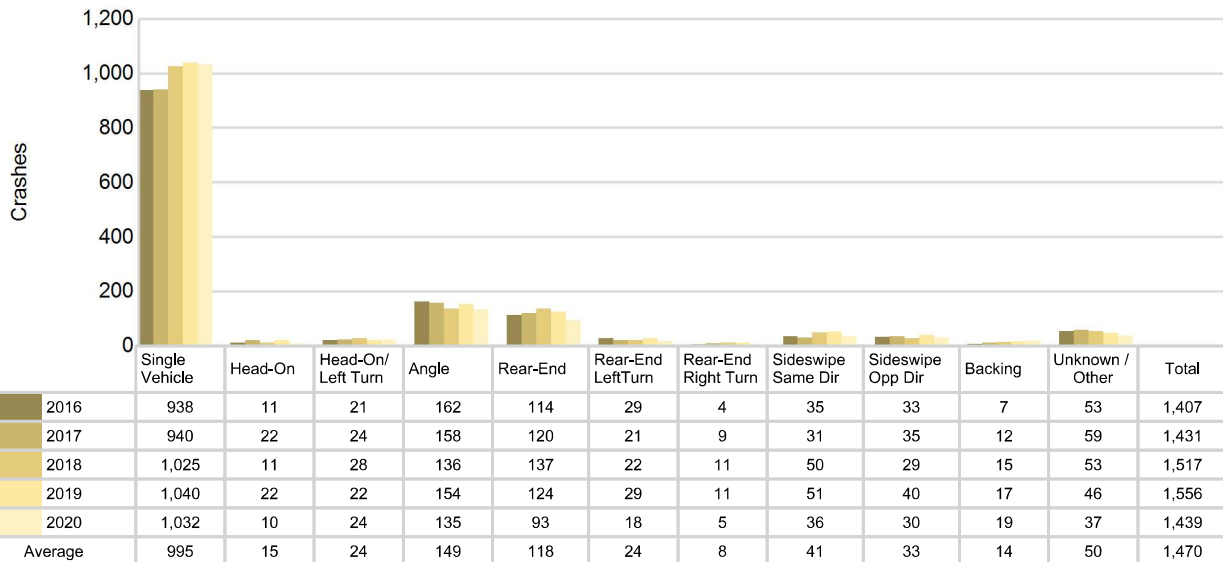 1,200
1,000
800
600
400
200
0
Crashes
Single Vehicle Head-On Head-On/ Left Turn Angle Rear-End Rear-End LeftTurn Rear-End Right Turn Sideswipe Same Dir Sideswipe Opp Dir Backing Unknown / Other Total
2016 938 11 21 162 114 29 4 35 33 7 53 1,407
2017 940 22 24 158 120 21 9 31 35 12 59 1,431
2018 1,025 11 28 136 137 22 11 50 29 15 53 1,517
2019 1,040 22 22 154 124 29 11 51 40 17 46 1,556
2020 1,032 10 24 135 93 18 5 36 30 19 37 1,439
Average 995 15 24 149 118 24 8 41 33 14 50 1,470